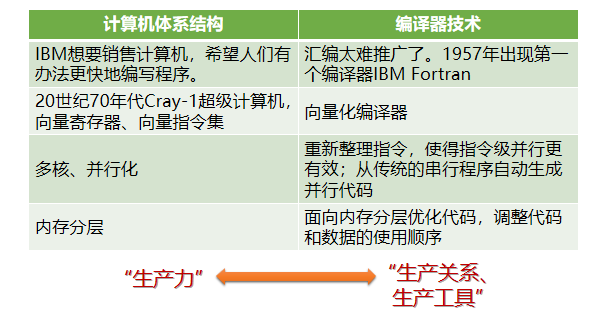 计算机体系结构
编译器技术
IBM想要销售计算机，希望人们有
办法更快地编写程序。
汇编太难推广了。1957年出现第一
个编译器IBM Fortran
20世纪70年代Cray-1超级计算机，
向量寄存器、向量指令集
向量化编译器
多核、并行化
重新整理指令，使得指令级并行更
有效；从传统的串行程序自动生成
并行代码
内存分层
面向内存分层优化代码，调整代码
和数据的使用顺序
“生产力”
“生产关系、
生产工具”